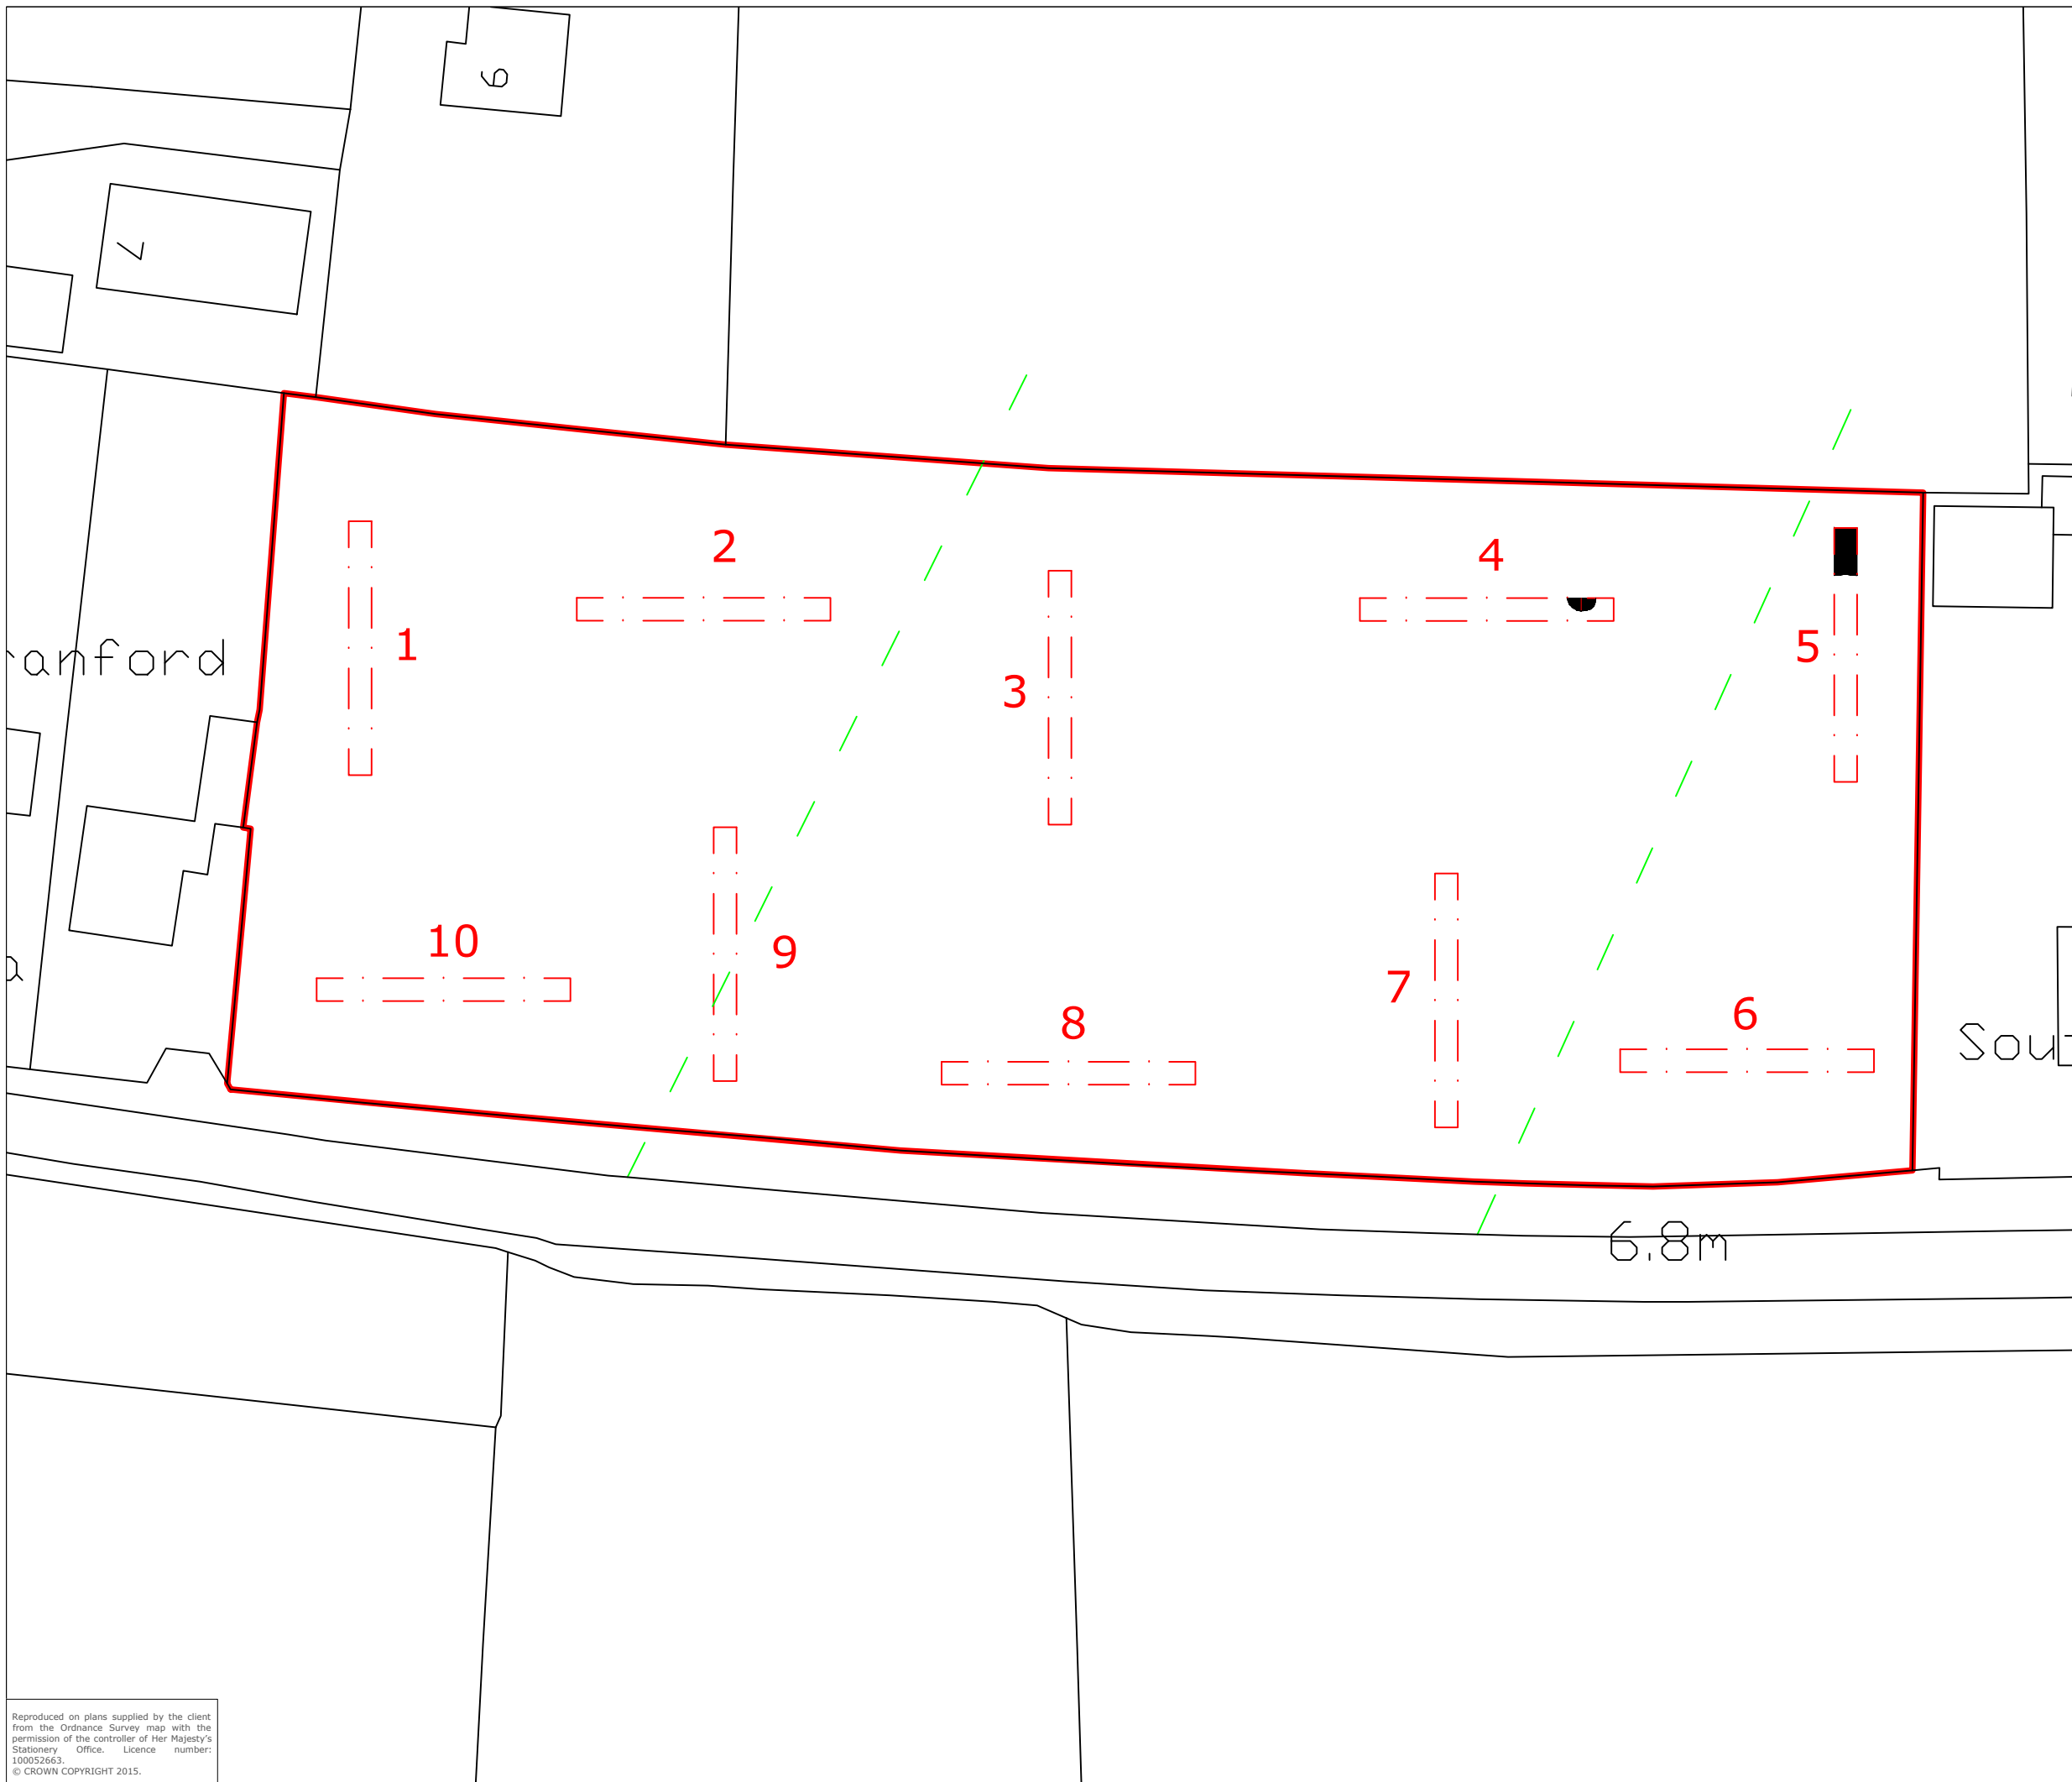 6
7
2
4
1
5
anford
3
10
9
7
6
8
Sou
6.8m
Reproduced on plans supplied by the client
from the Ordnance Survey map with the
permission of the controller of Her Majesty's
Stationery Office. Licence number:
100052663.
© CROWN COPYRIGHT 2015.